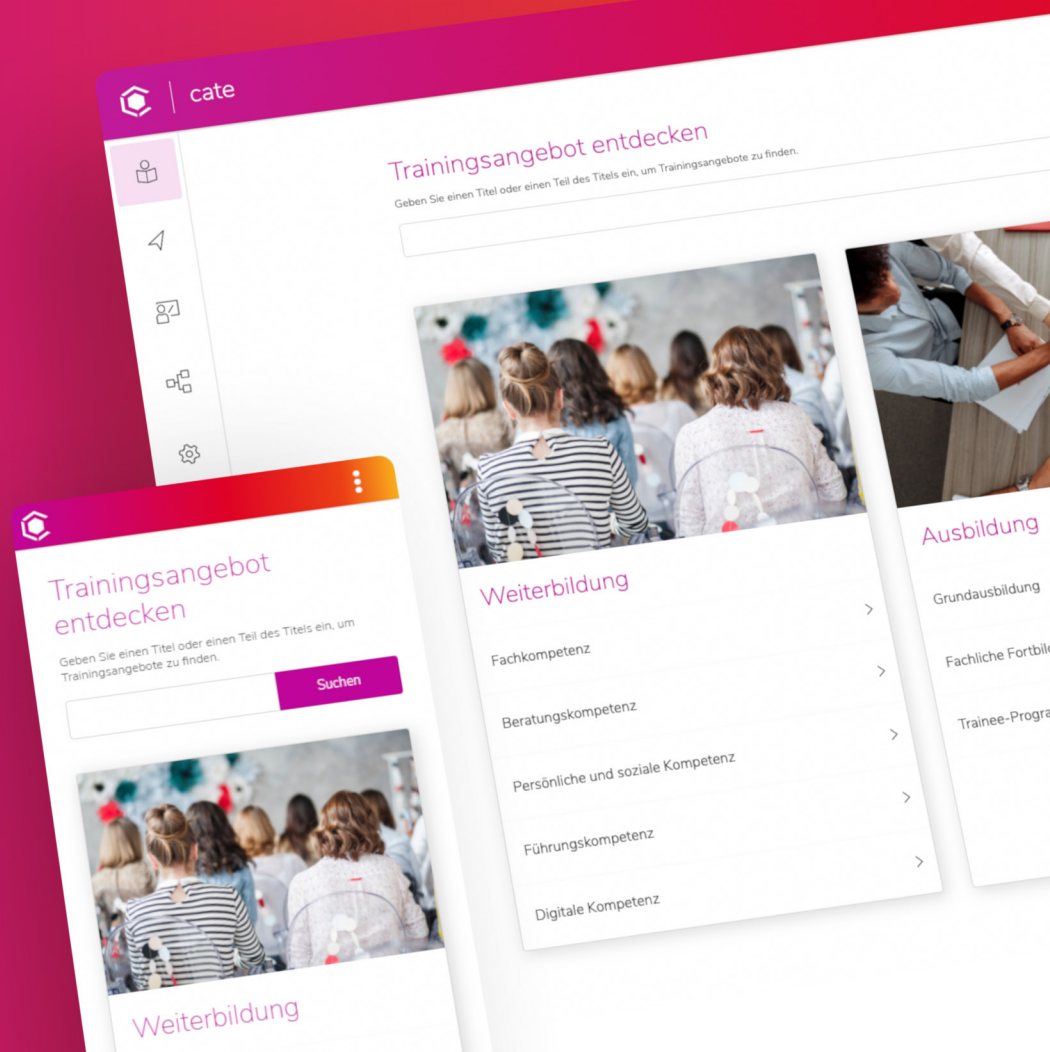 cate
Trainingsangebot entdecken
Geben Sie einen Titel oder einen Teil des Titels ein, um Trainingsangebote zu finden.
Weiterbildung
Fachkompetenz
Beratungskompetenz
Persönliche und soziale Kompetenz
Führungskompetenz
Digitale Kompetenz
Ausbildung
Grundausbildung
Fachliche
Trainingsangebot
entdecken
Geben Sie einen Titel oder einen Teil des Titels ein, um
Trainingsangebote zu finden.
Suchen
Weiterbildung